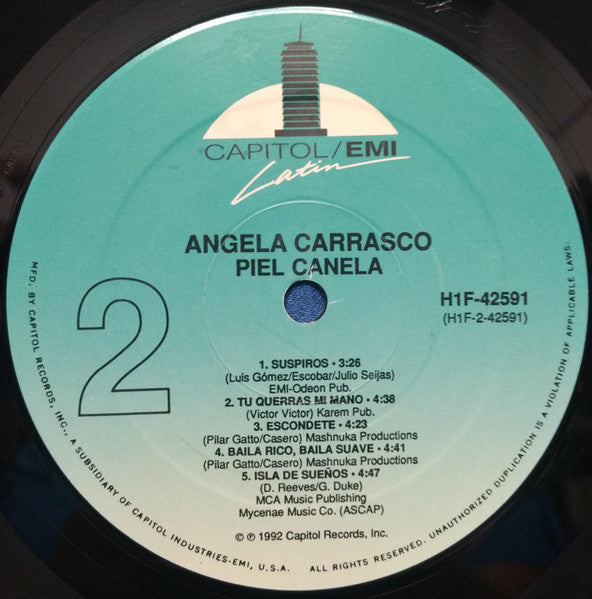 CAPITOL/EMI
Latin
ANGELA CARRASCO
PIEL CANELA
2
H1F-42591
(H1F-2-42591)
1. SUSPIROS • 3:26
(Luis Gómez/Escobar/Julio Seijas)
EMI-Odeon Pub.
2. TU QUERRAS MI MANO • 4:38
(Victor Victor) Karem Pub.
3. ESCONDETE • 4:23
(Pilar Gatto/Casero) Mashnuka Productions
4. BAILA RICO, BAILA SUAVE • 4:41
(Pilar Gatto/Casero) Mashnuka Productions
5. ISLA DE SUEÑOS • 4:47
(D. Reeves/G. Duke)
MCA Music Publishing
Mycenae Music Co. (ASCAP)
© ℗ 1992 Capitol Records, Inc.
MFD. BY CAPITOL RECORDS, INC., A SUBSIDIARY OF CAPITOL INDUSTRIES-EMI, U.S.A. ALL RIGHTS RESERVED. UNAUTHORIZED DUPLICATION IS A VIOLATION OF APPLICABLE LAWS.